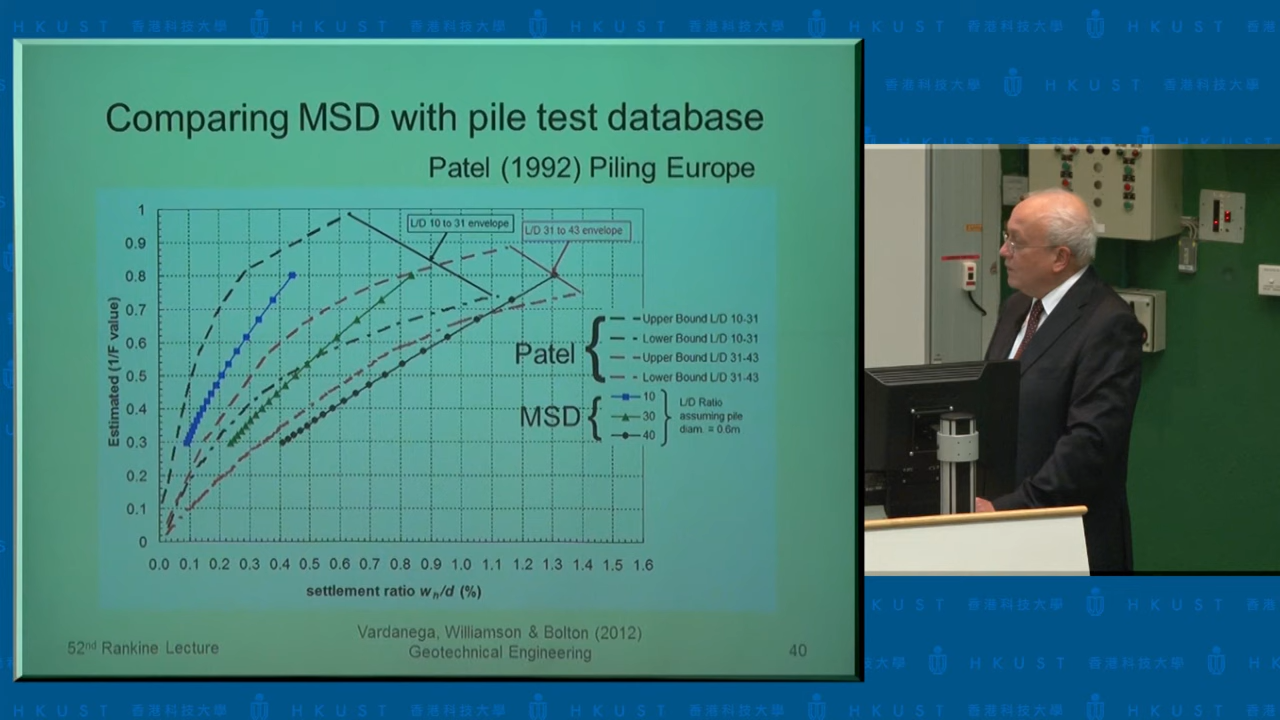 HKUST 香港科技大學
Comparing MSD with pile test database
Patel (1992) Piling Europe
L/D 10 to 31 envelope
L/D 31 to 43 envelope
Estimated (1/F value)
1
0.9
0.8
0.7
0.6
0.5
0.4
0.3
0.2
0.1
0
0.0 0.1 0.2 0.3 0.4 0.5 0.6 0.7 0.8 0.9 1.0 1.1 1.2 1.3 1.4 1.5 1.6
settlement ratio wh/d (%)
Patel
Upper Bound L/D 10-31
Lower Bound L/D 10-31
Upper Bound L/D 31-43
Lower Bound L/D 31-43
MSD
10
30
40
L/D Ratio
assuming pile
diam. = 0.6m
Vardanega, Williamson & Bolton (2012)
Geotechnical Engineering
52nd Rankine Lecture
40